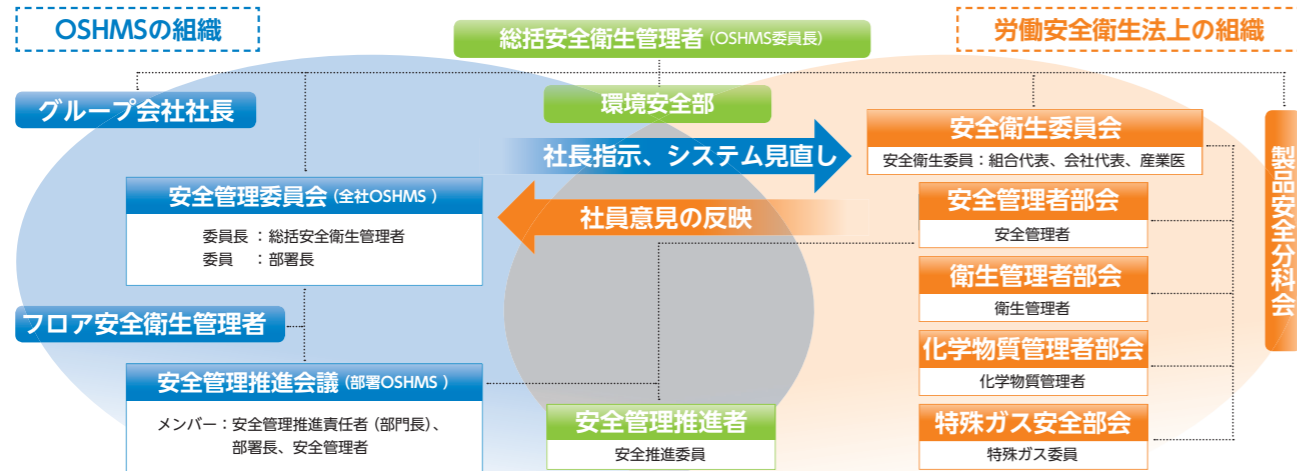 OSHMSの組織
総括安全衛生管理者（OSHMS委員長）
労働安全衛生法上の組織
グループ会社社長
環境安全部
社長指示、システム見直し
社員意見の反映
安全管理委員会（全社OSHMS）
委員長：総括安全衛生管理者
委員　：部署長
フロア安全衛生管理者
安全管理推進会議（部署OSHMS）
メンバー：安全管理推進責任者（部門長）、
部署長、安全管理者
安全管理推進者
安全推進委員
安全衛生委員会
安全衛生委員：組合代表、会社代表、産業医
安全管理者部会
安全管理者
衛生管理者部会
衛生管理者
化学物質管理者部会
化学物質管理者
特殊ガス安全部会
特殊ガス委員
製品安全分科会